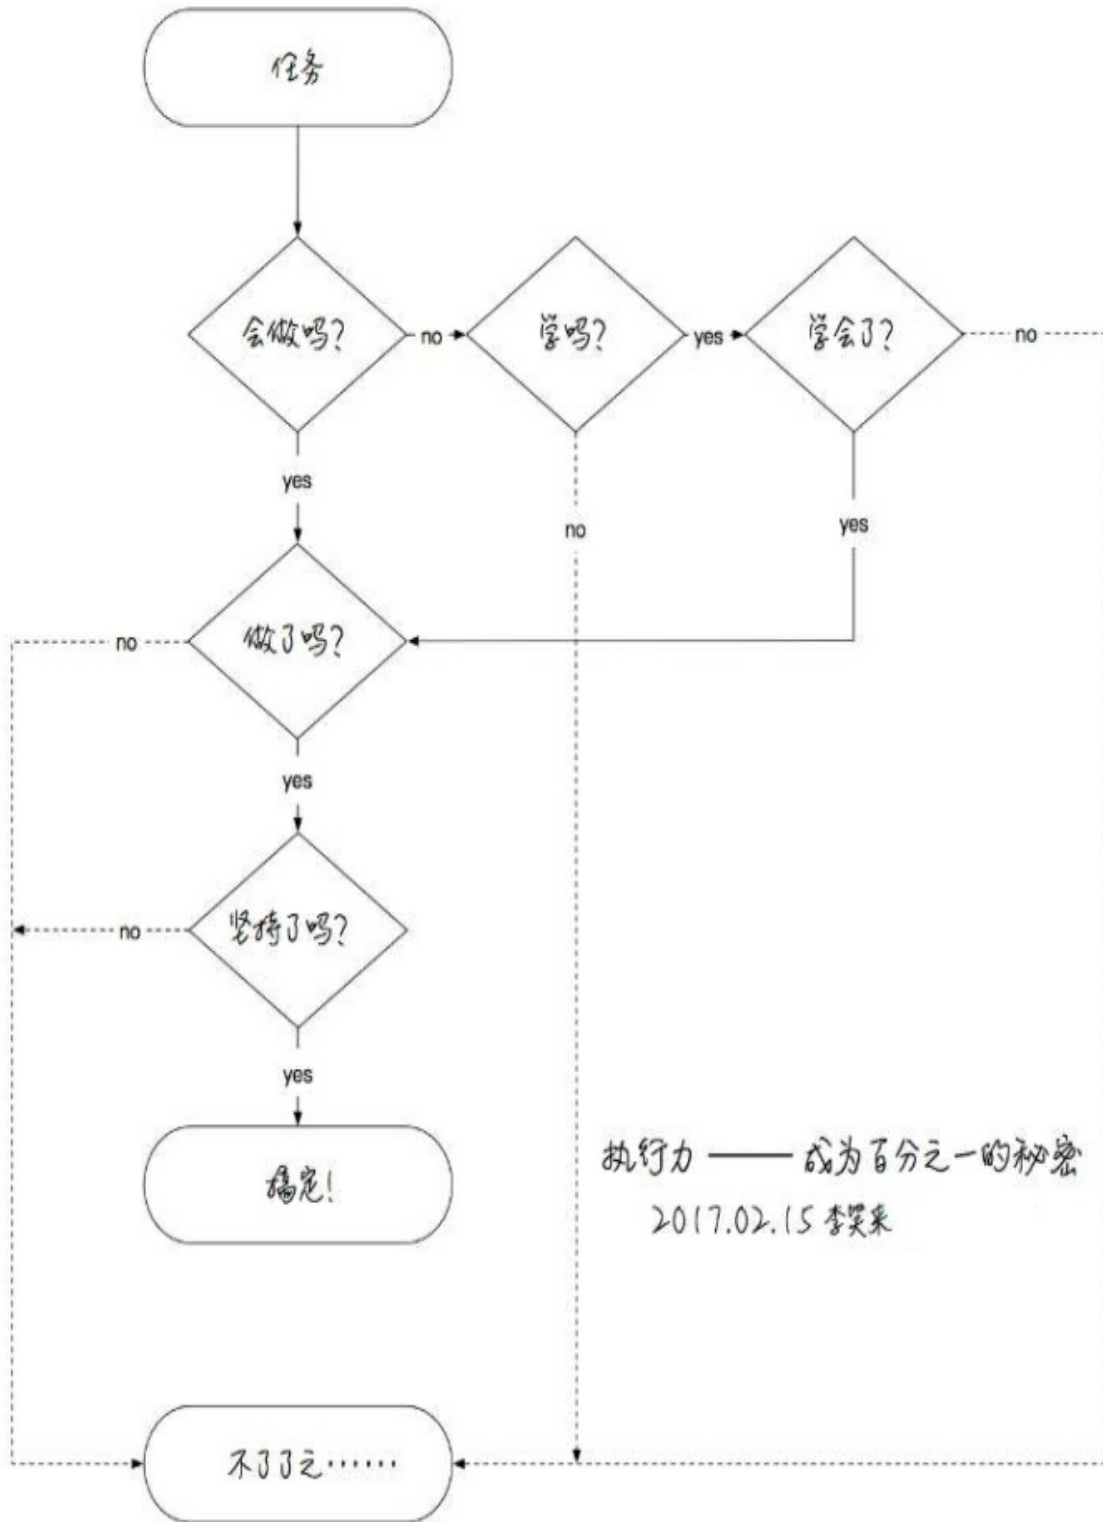 任务
会做吗?
no
学吗?
yes
学会了?
no
yes
no
yes
no
做了吗?
yes
no
坚持了吗?
yes
搞定!
执行力——成为百分之一的秘密
2017.02.15 李笑来
不了了之……